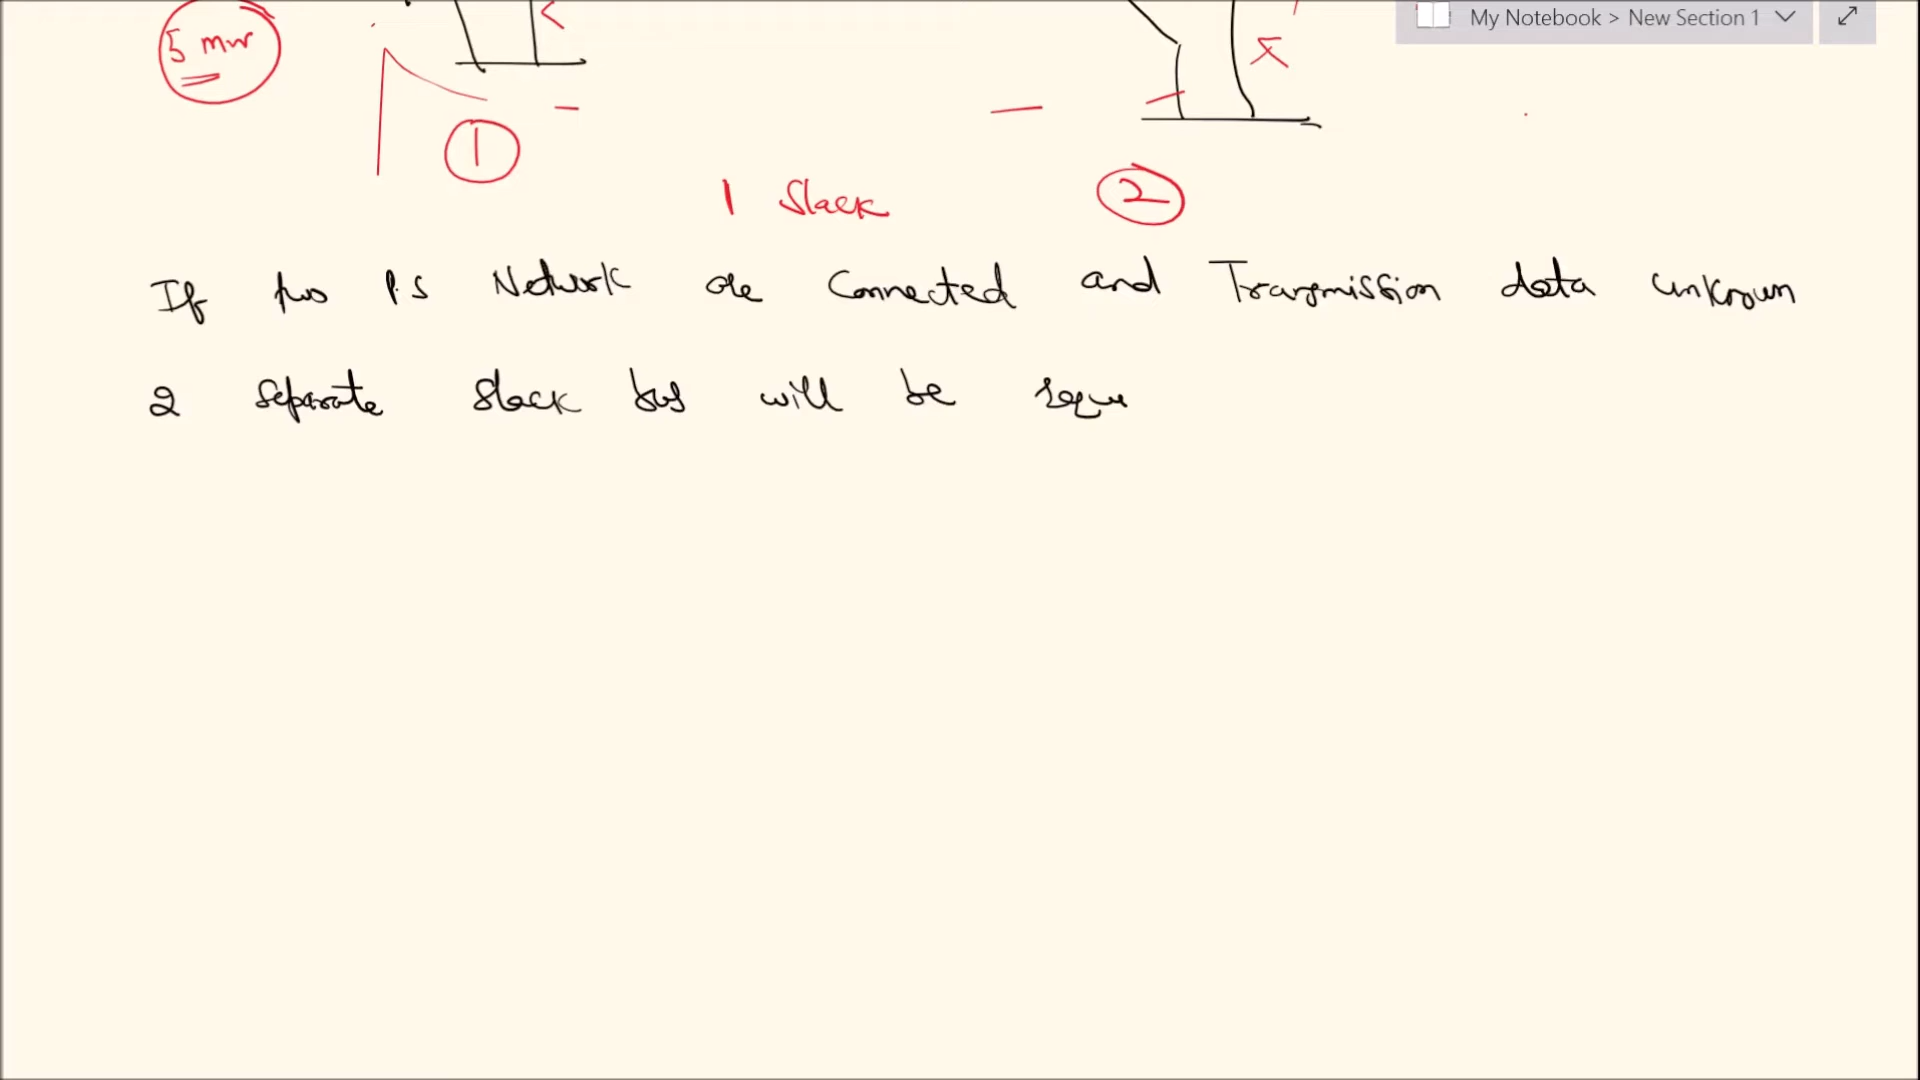 My Notebook > New Section 1
5 mw
1
1 Slack
2
If two P.S Network are Connected and Transmission data unknown
2 Separate slack bus will be requ